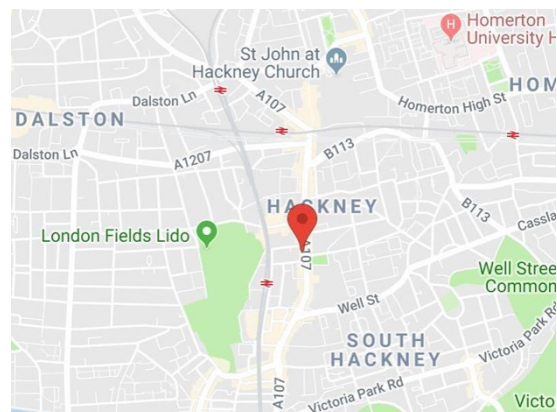 Homerton
University H
St John at
Hackney Church
A107
HOM
Dalston Ln
Homerton High St
DALSTON
Dalston Ln
A1207
B113
HACKNEY
B113
Cassla
London Fields Lido
A107
Well Stree
Common
Well St
SOUTH
HACKNEY
Victoria Park Rd
A107
Victoria Park Rd
Victo